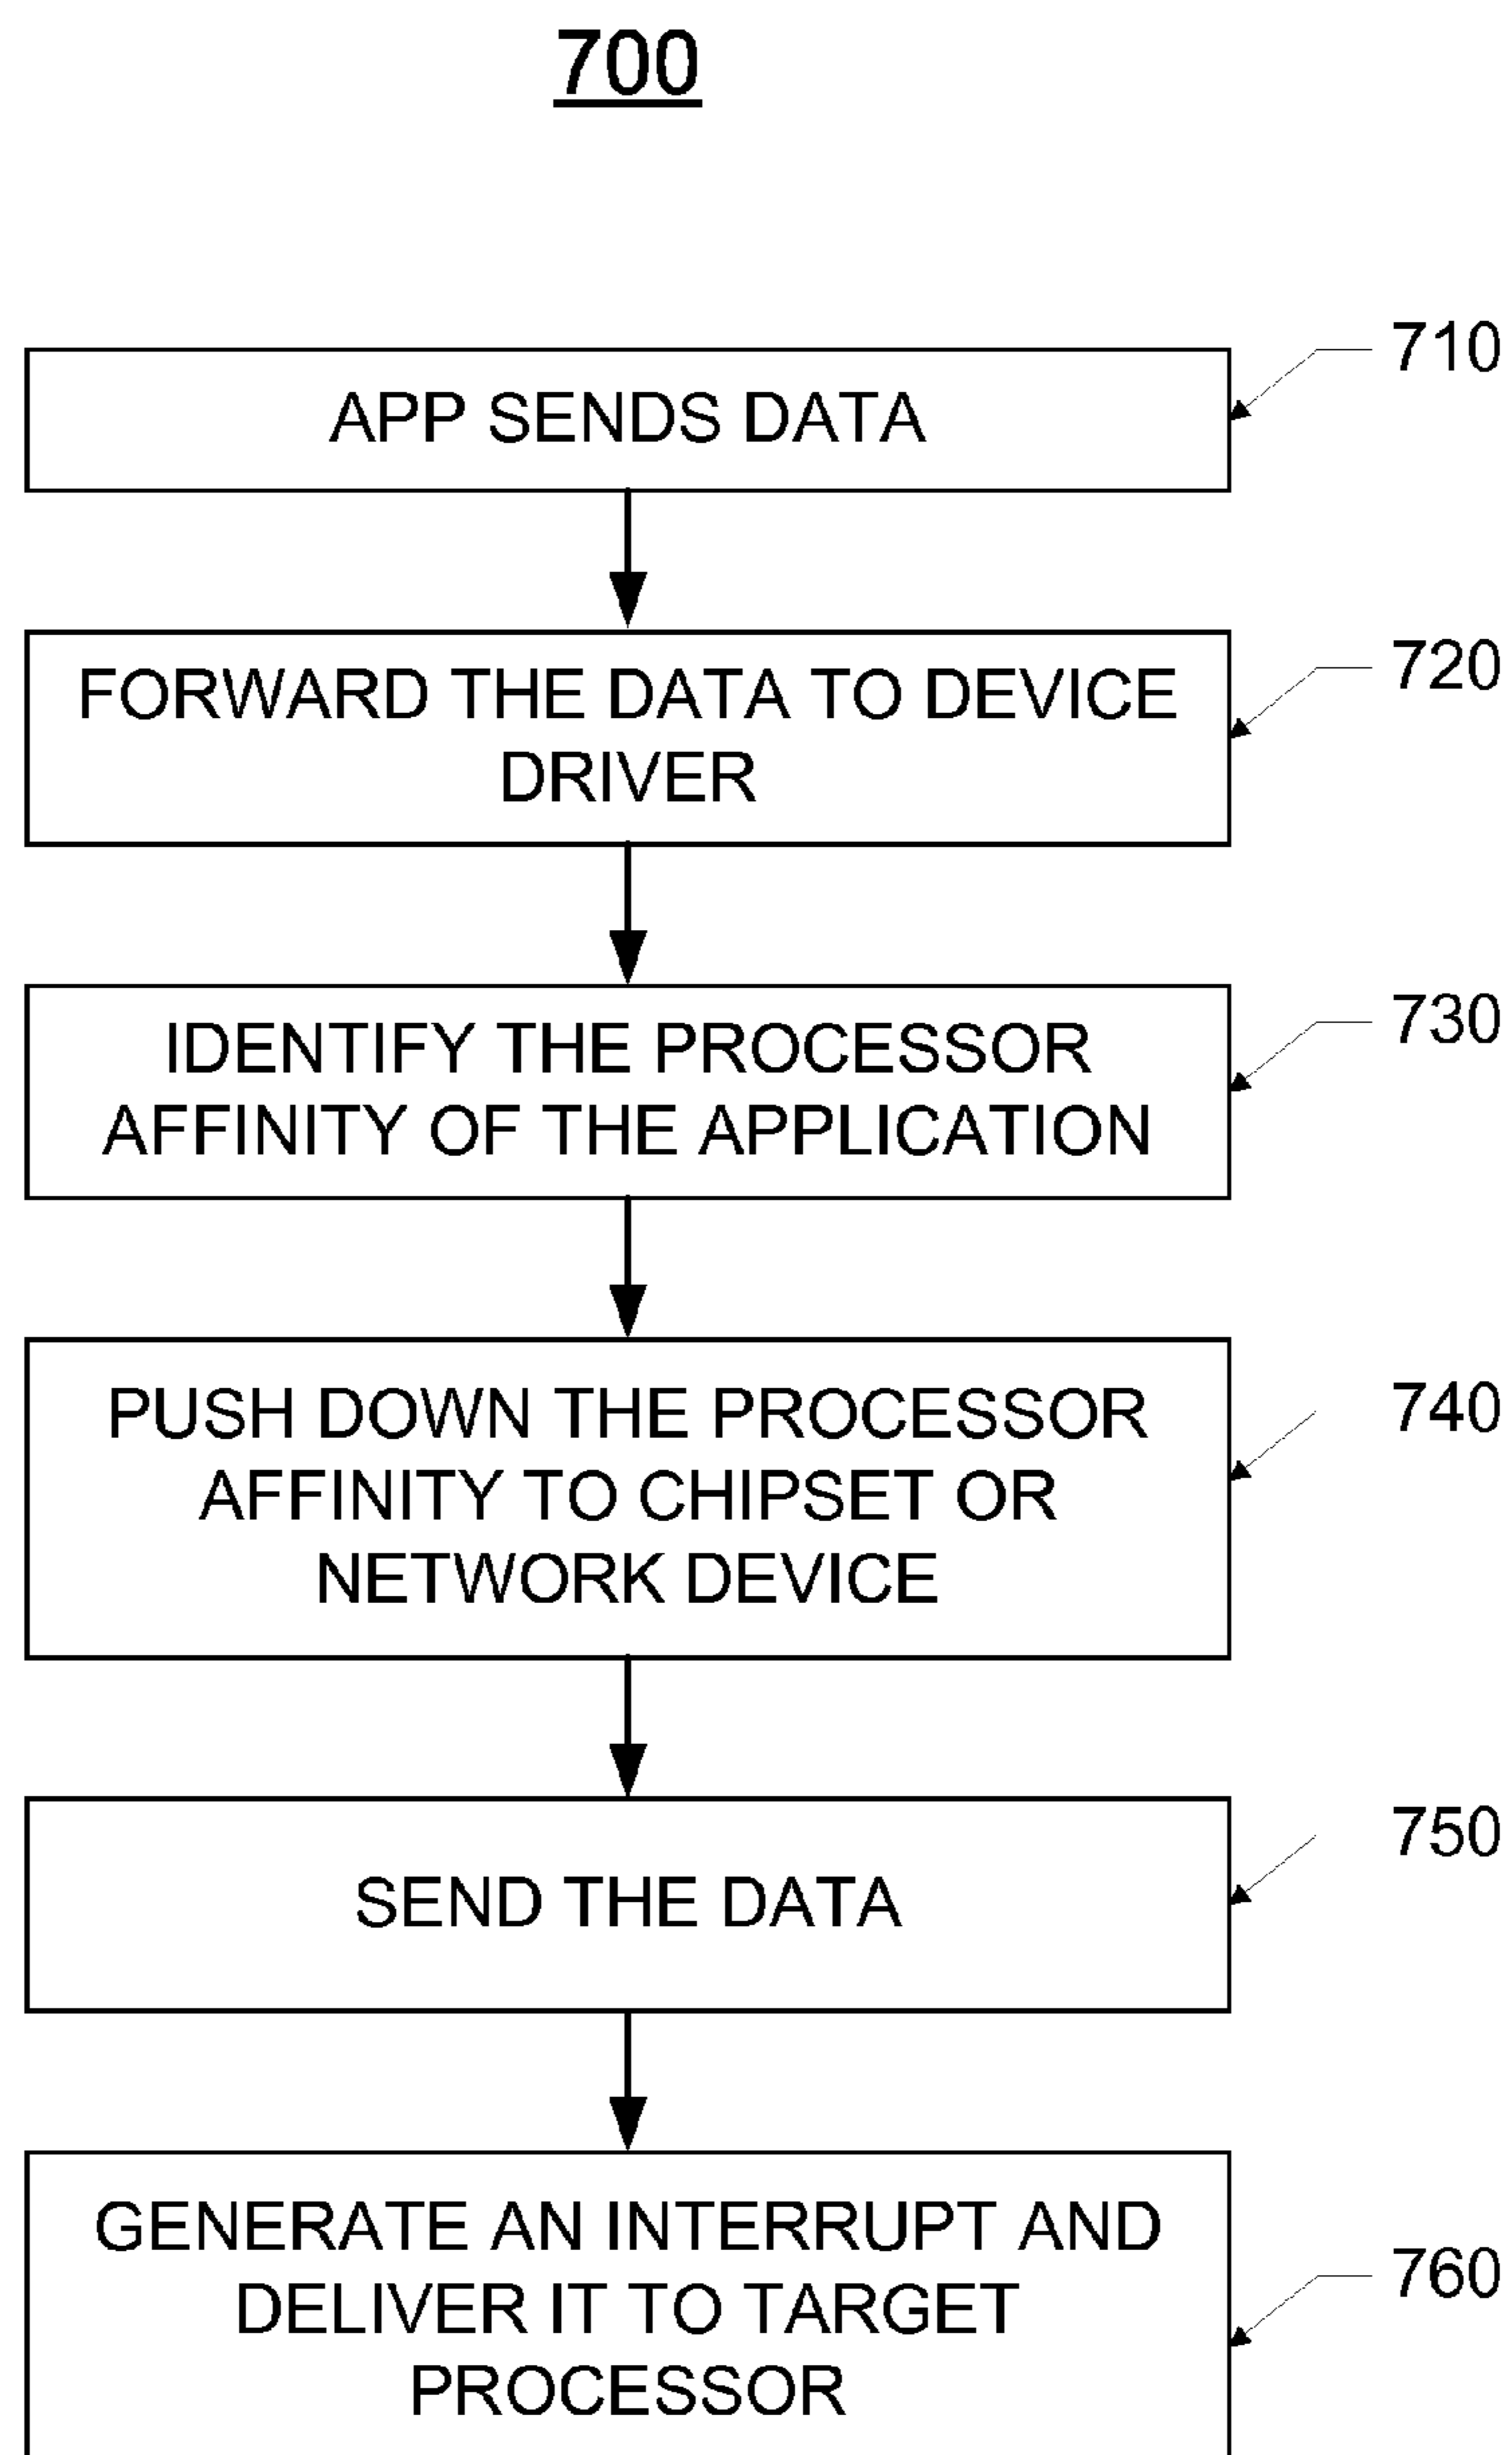 700
APP SENDS DATA
710
FORWARD THE DATA TO DEVICE
DRIVER
720
IDENTIFY THE PROCESSOR
AFFINITY OF THE APPLICATION
730
PUSH DOWN THE PROCESSOR
AFFINITY TO CHIPSET OR
NETWORK DEVICE
740
SEND THE DATA
750
GENERATE AN INTERRUPT AND
DELIVER IT TO TARGET
PROCESSOR
760